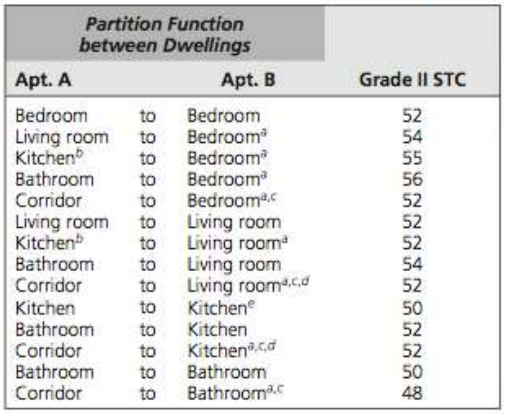 Partition Function
between Dwellings
Apt. A Apt. B Grade II STC
Bedroom to Bedroom 52
Living room to Bedroomᵃ 54
Kitchenᵇ to Bedroomᵃ 55
Bathroom to Bedroomᵃ 56
Corridor to Bedroomᵃ,ᶜ 52
Living room to Living room 52
Kitchenᵇ to Living roomᵃ 52
Bathroom to Living room 54
Corridor to Living roomᵃ,ᶜ,ᵈ 52
Kitchen to Kitchenᵉ 50
Bathroom to Kitchen 52
Corridor to Kitchenᵃ,ᶜ,ᵈ 52
Bathroom to Bathroom 50
Corridor to Bathroomᵃ,ᶜ 48